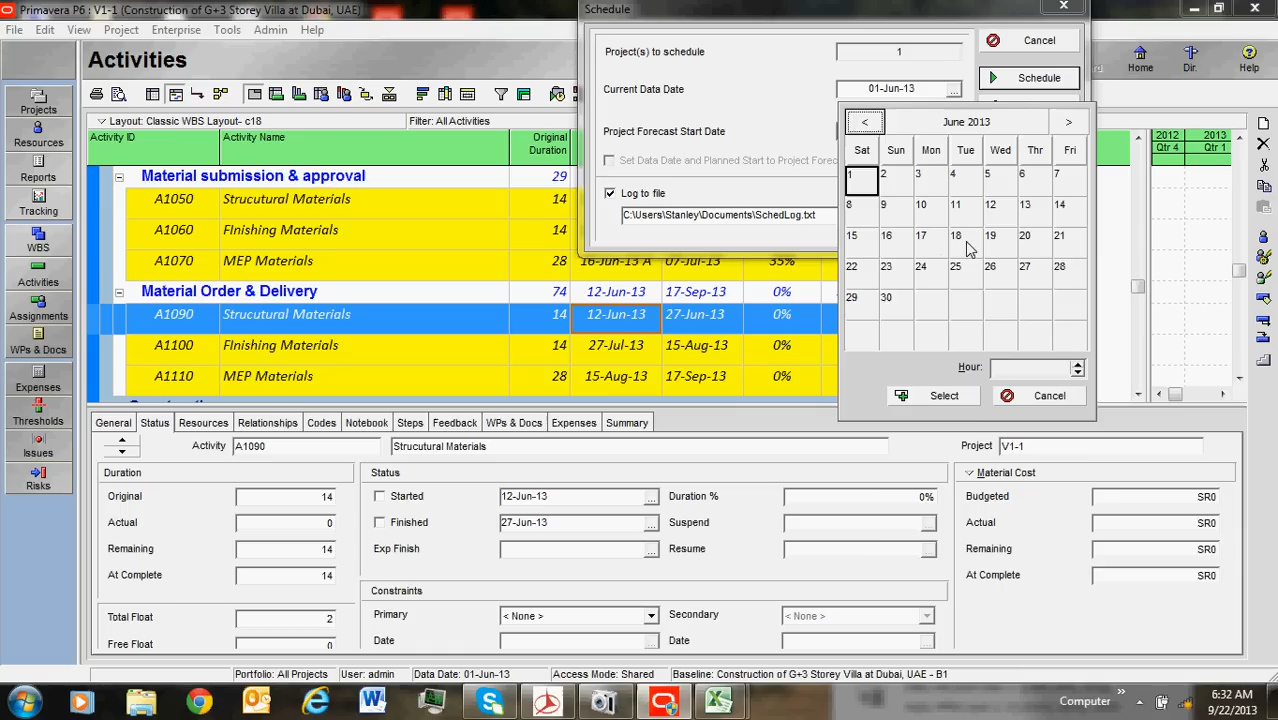 Primavera P6 : V1-1 (Construction of G+3 Storey Villa at Dubai, UAE)
File Edit View Project Enterprise Tools Admin Help
Activities
Home Dir. Help
Projects
Resources
Reports
Tracking
WBS
Activities
Assignments
WPs & Docs
Expenses
Thresholds
Issues
Risks
Layout: Classic WBS Layout- c18 Filter: All Activities
Activity ID Activity Name Original Duration
2012 2013
Qtr 4 Qtr 1
Material submission & approval 29
A1050 Strucutural Materials 14
A1060 FInishing Materials 14
A1070 MEP Materials 28 16-Jun-13 A 07-Jul-13 35%
Material Order & Delivery 74 12-Jun-13 17-Sep-13 0%
A1090 Strucutural Materials 14 12-Jun-13 27-Jun-13 0%
A1100 FInishing Materials 14 27-Jul-13 15-Aug-13 0%
A1110 MEP Materials 28 15-Aug-13 17-Sep-13 0%
Schedule
Project(s) to schedule 1
Cancel
Current Data Date 01-Jun-13 ...
Schedule
Project Forecast Start Date
Set Data Date and Planned Start to Project Forec
Log to file
C:\Users\Stanley\Documents\SchedLog.txt
< June 2013 >
Sat Sun Mon Tue Wed Thr Fri
1 2 3 4 5 6 7
8 9 10 11 12 13 14
15 16 17 18 19 20 21
22 23 24 25 26 27 28
29 30
Hour:
Select Cancel
General Status Resources Relationships Codes Notebook Steps Feedback WPs & Docs Expenses Summary
Activity A1090 Strucutural Materials Project V1-1
Duration
Original 14
Actual 0
Remaining 14
At Complete 14
Total Float 2
Free Float 0
Status
Started 12-Jun-13 ... Duration % 0%
Finished 27-Jun-13 ... Suspend ...
Exp Finish ... Resume ...
Constraints
Primary < None > Secondary < None >
Date ... Date ...
Material Cost
Budgeted SR0
Actual SR0
Remaining SR0
At Complete SR0
Portfolio: All Projects User: admin Data Date: 01-Jun-13 Access Mode: Shared Baseline: Construction of G+3 Storey Villa at Dubai, UAE - B1
Computer
6:32 AM
9/22/2013